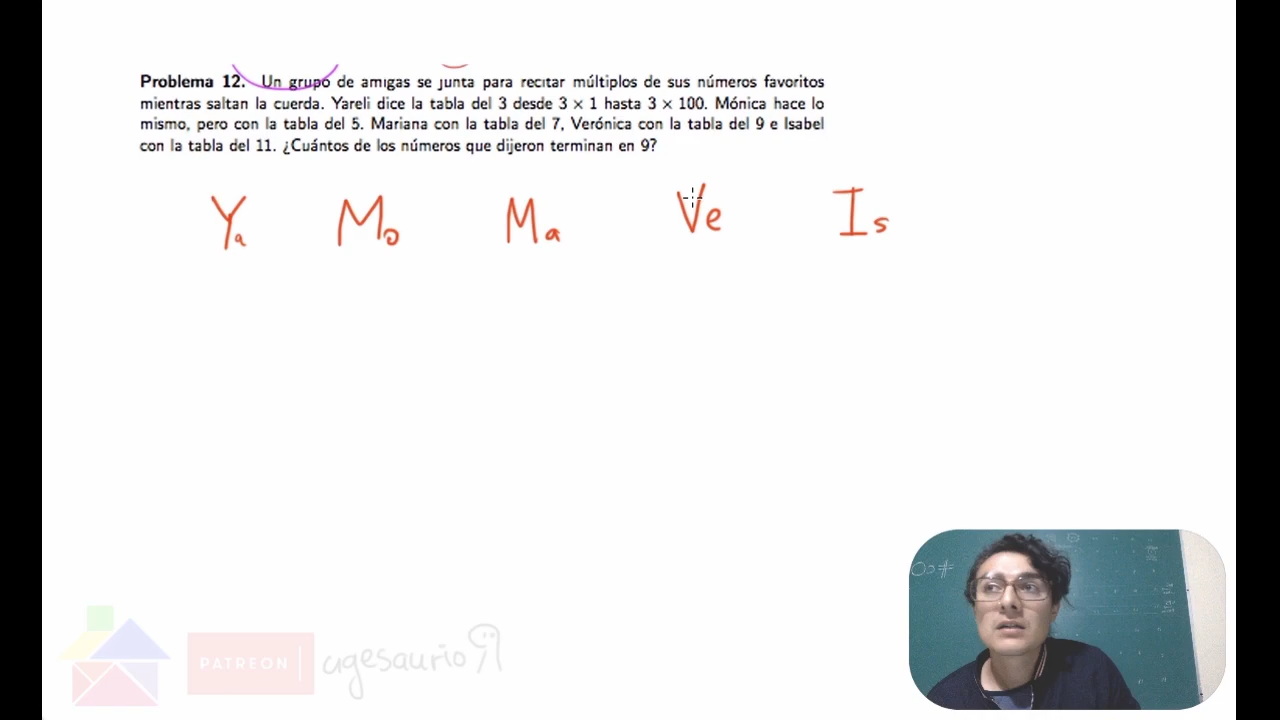 Problema 12. Un grupo de amigas se junta para recitar múltiplos de sus números favoritos
mientras saltan la cuerda. Yareli dice la tabla del 3 desde 3 × 1 hasta 3 × 100. Mónica hace lo
mismo, pero con la tabla del 5. Mariana con la tabla del 7, Verónica con la tabla del 9 e Isabel
con la tabla del 11. ¿Cuántos de los números que dijeron terminan en 9?
Ya Mo Ma Ve Is
PATREON agesaurio